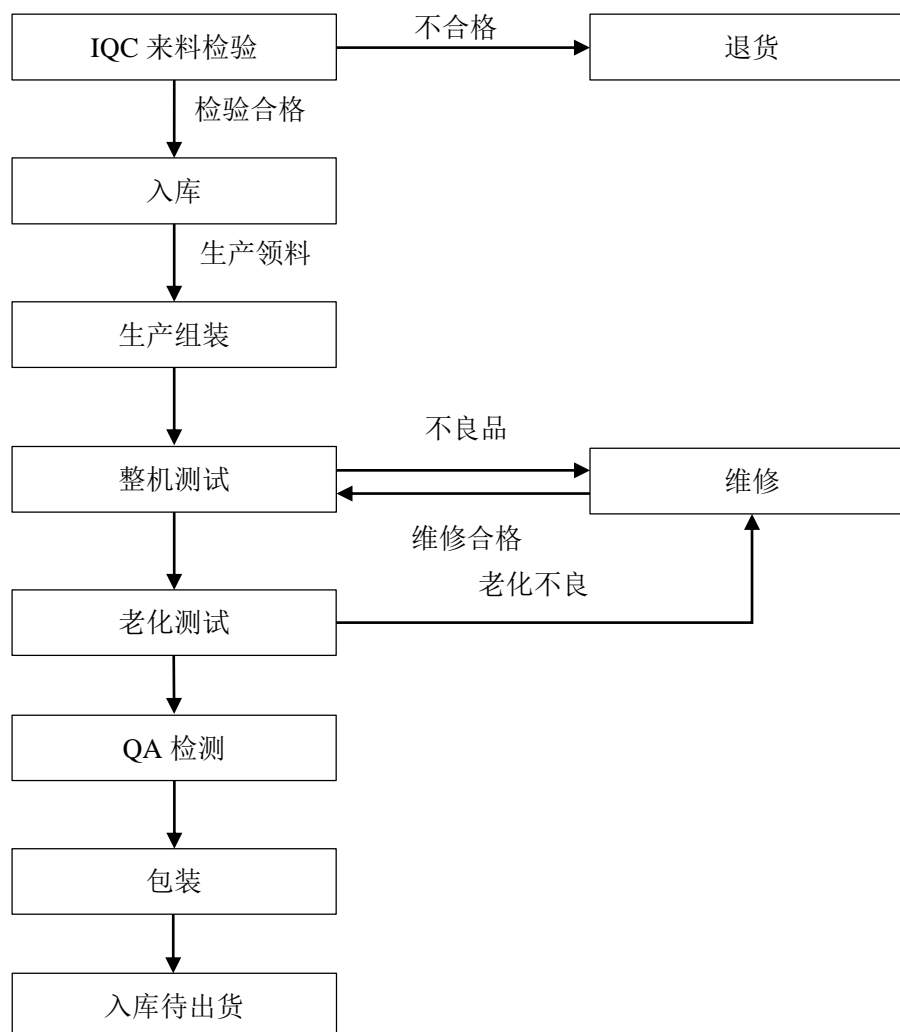 IQC 来料检验
不合格
退货
检验合格
入库
生产领料
生产组装
不良品
整机测试
维修
维修合格
老化不良
老化测试
QA 检测
包装
入库待出货